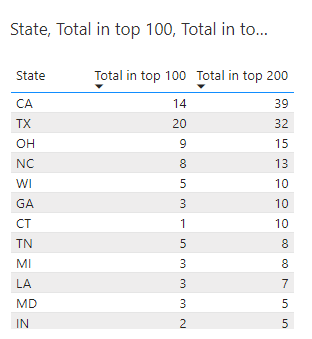 State, Total in top 100, Total in to...
State Total in top 100 Total in top 200
CA 14 39
TX 20 32
OH 9 15
NC 8 13
WI 5 10
GA 3 10
CT 1 10
TN 5 8
MI 3 8
LA 3 7
MD 3 5
IN 2 5